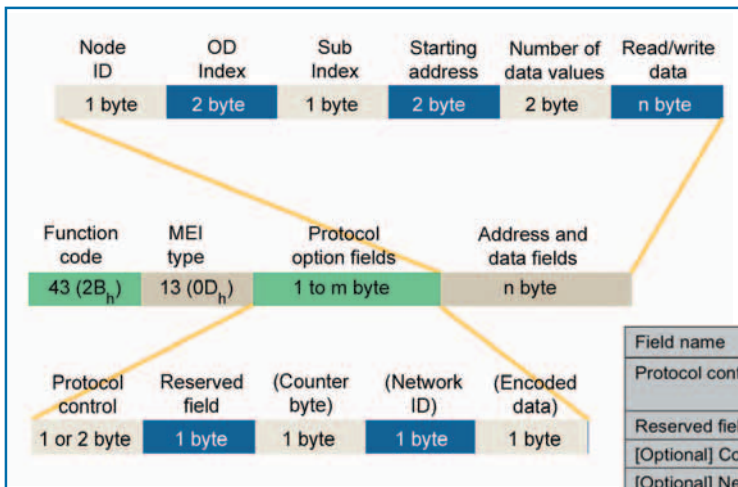 Node OD Sub Starting Number of Read/write
ID Index Index address data values data
1 byte 2 byte 1 byte 2 byte 2 byte n byte
Function MEI Protocol Address and
code type option fields data fields
43 (2Bh) 13 (0Dh) 1 to m byte n byte
Protocol Reserved (Counter (Network (Encoded
control field byte) ID) data)
1 or 2 byte 1 byte 1 byte 1 byte 1 byte
Field name
Protocol cont
Reserved fiel
[Optional] Co
[Optional] Ne